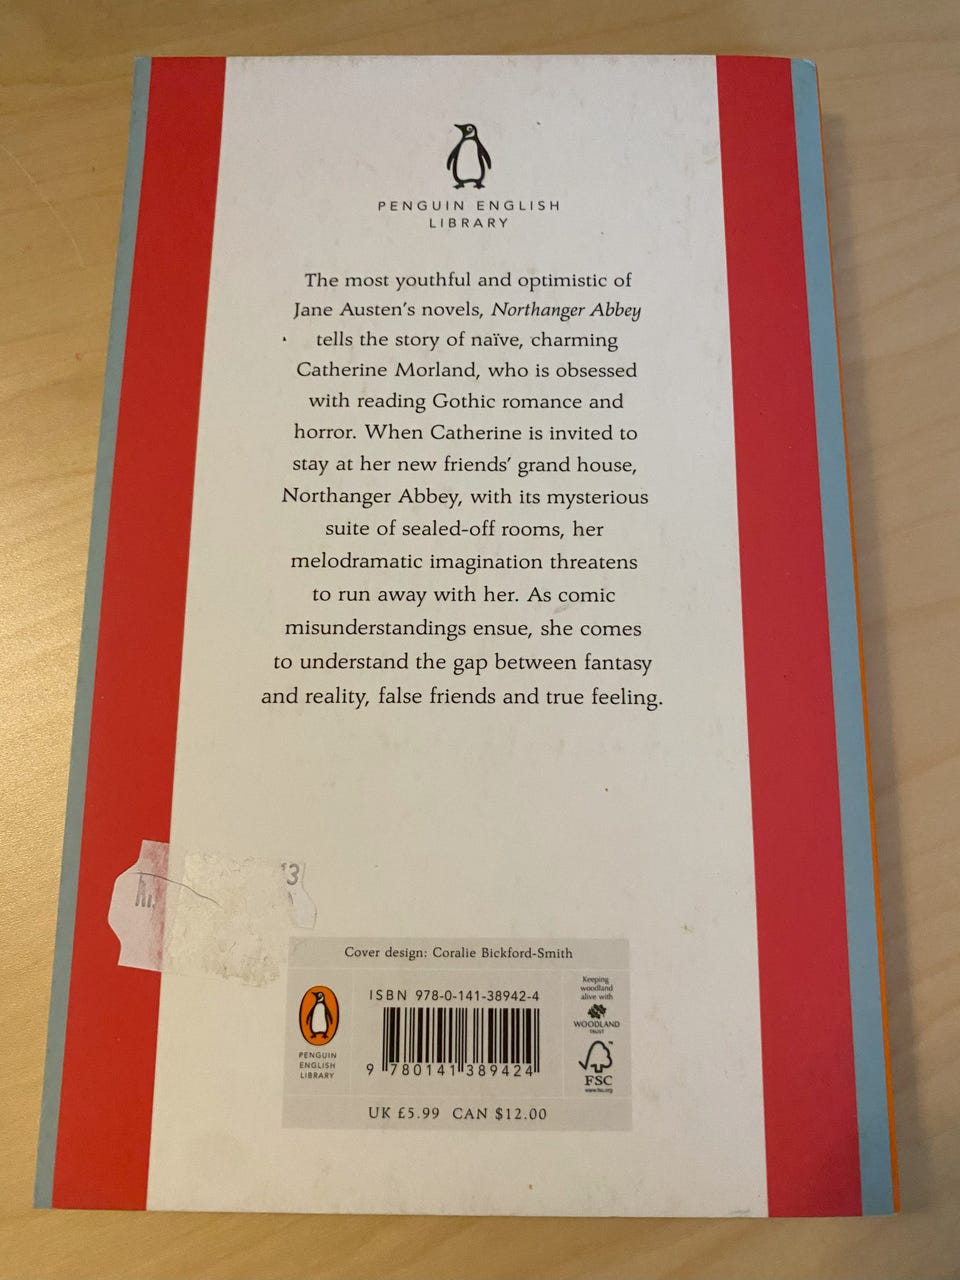 PENGUIN ENGLISH
LIBRARY
The most youthful and optimistic of
Jane Austen's novels, Northanger Abbey
tells the story of naïve, charming
Catherine Morland, who is obsessed
with reading Gothic romance and
horror. When Catherine is invited to
stay at her new friends' grand house,
Northanger Abbey, with its mysterious
suite of sealed-off rooms, her
melodramatic imagination threatens
to run away with her. As comic
misunderstandings ensue, she comes
to understand the gap between fantasy
and reality, false friends and true feeling.
Cover design: Coralie Bickford-Smith
PENGUIN
ENGLISH
LIBRARY
ISBN 978-0-141-38942-4
9 780141 389424
Keeping
woodland
alive with
WOODLAND
TRUST
FSC
www.fsc.org
UK £5.99 CAN $12.00